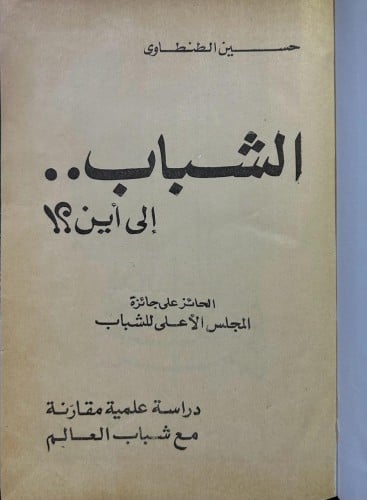 حسين الطنطاوى
الشباب..
إلى أين؟!
الحائز على جائزة
المجلس الأعلى للشباب
دراسة علمية مقارنة
مع شباب العالم